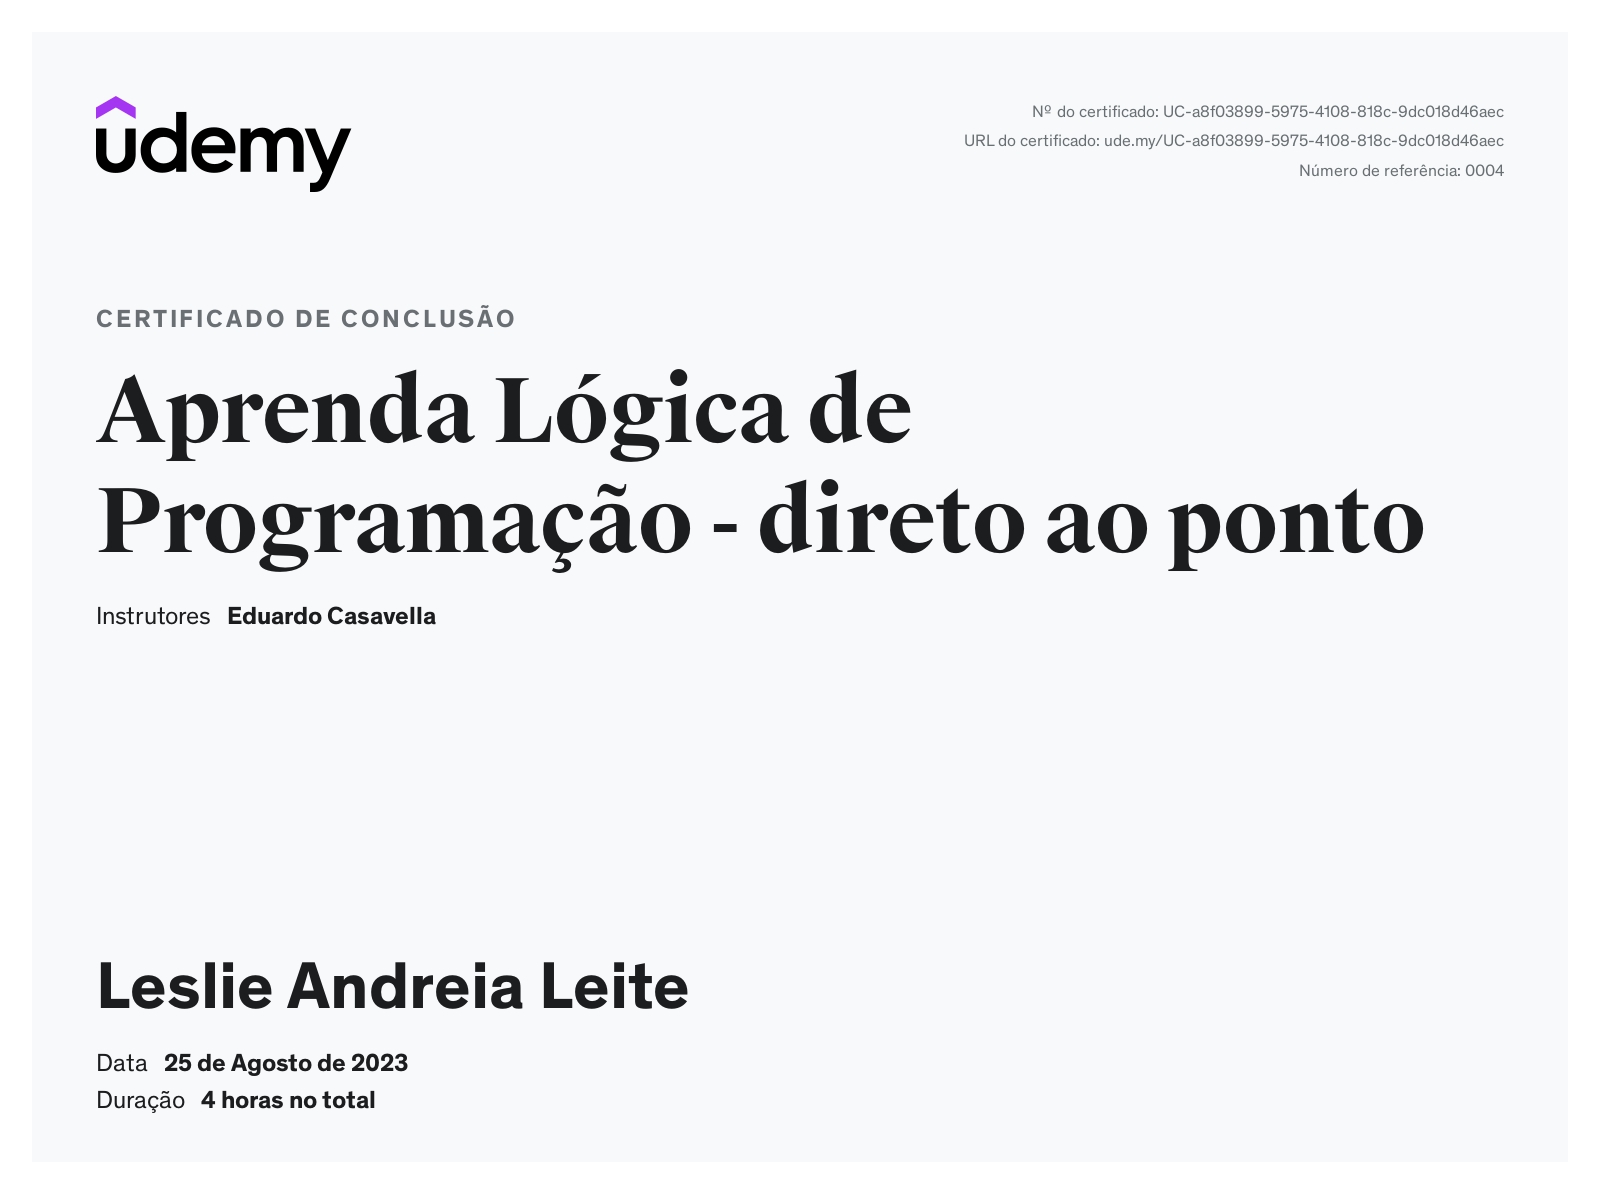 udemy
Nº do certificado: UC-a8f03899-5975-4108-818c-9dc018d46aec
URL do certificado: ude.my/UC-a8f03899-5975-4108-818c-9dc018d46aec
Número de referência: 0004
CERTIFICADO DE CONCLUSÃO
Aprenda Lógica de
Programação - direto ao ponto
Instrutores Eduardo Casavella
Leslie Andreia Leite
Data 25 de Agosto de 2023
Duração 4 horas no total